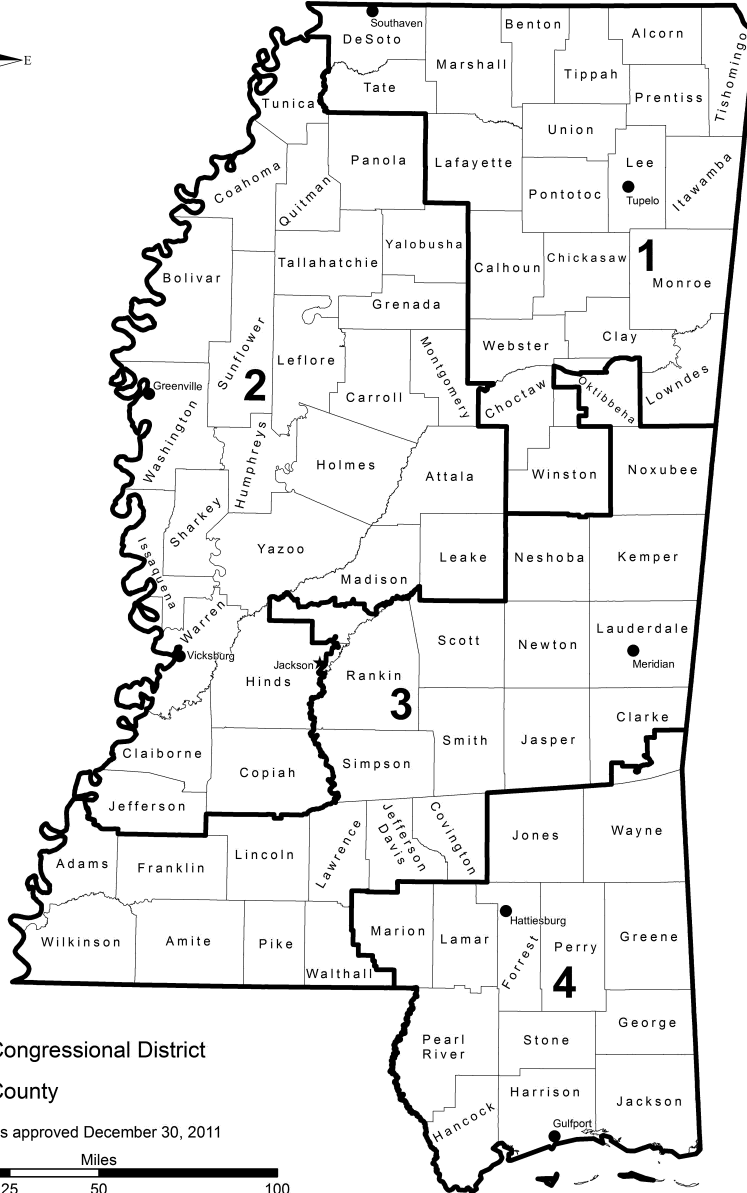 E
Southaven
DeSoto
Benton
Alcorn
Tishomingo
Marshall
Tippah
Tate
Prentiss
Tunica
Union
Panola
Lafayette
Lee
Coahoma
Quitman
Pontotoc
Tupelo
Itawamba
Yalobusha
Tallahatchie
Calhoun
Chickasaw
1
Bolivar
Monroe
Grenada
Sunflower
Leflore
Montgomery
Webster
Clay
2
Greenville
Carroll
Choctaw
Oktibbeha
Lowndes
Washington
Humphreys
Holmes
Attala
Winston
Noxubee
Sharkey
Issaquena
Yazoo
Leake
Neshoba
Kemper
Madison
Warren
Vicksburg
Jackson
Hinds
Scott
Newton
Lauderdale
Meridian
Rankin
3
Clarke
Smith
Jasper
Claiborne
Copiah
Simpson
Jefferson
Lawrence
Jefferson
Davis
Covington
Jones
Wayne
Adams
Franklin
Lincoln
Wilkinson
Amite
Pike
Walthall
Marion
Lamar
Hattiesburg
Forrest
Perry
Greene
4
Pearl
River
Stone
George
Hancock
Harrison
Jackson
Gulfport
Congressional District
County
s approved December 30, 2011
Miles
25 50 100